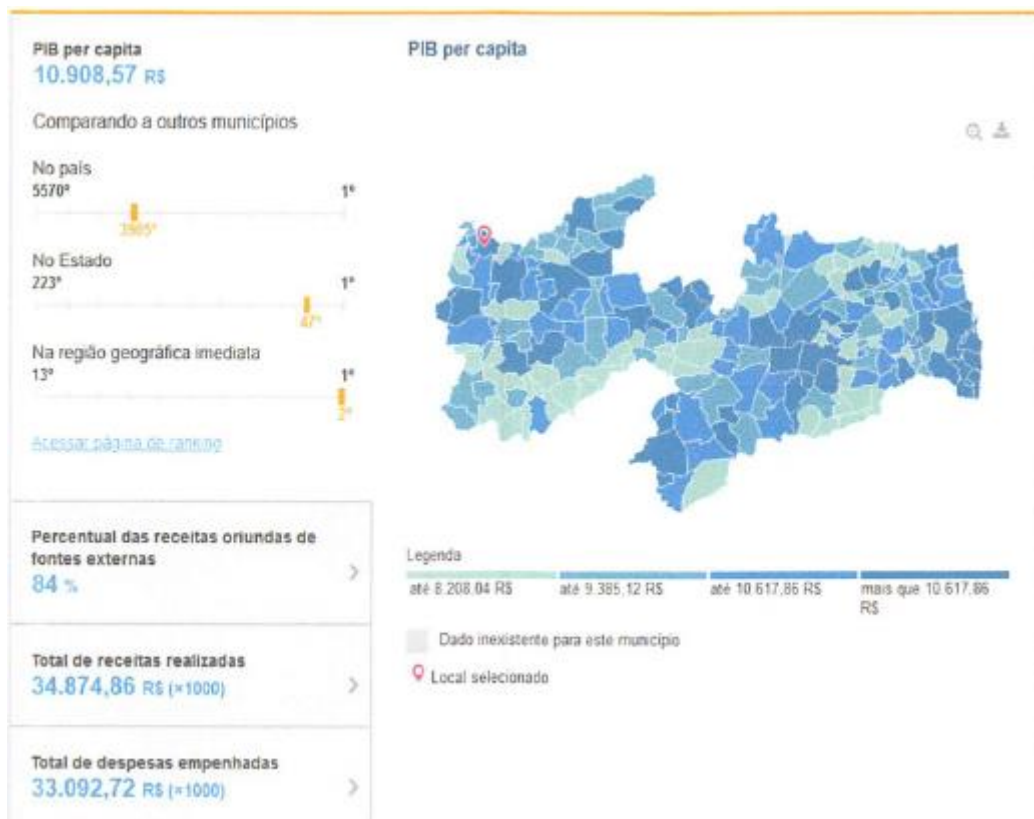 PIB per capita
10.908,57 R$
Comparando a outros municípios
No país
5570º 1º
No Estado
223º 1º
47º
Na região geográfica imediata
13º 1º
2º
Acessar página de ranking
Percentual das receitas oriundas de
fontes externas
84 %
Total de receitas realizadas
34.874,86 R$ (×1000)
Total de despesas empenhadas
33.092,72 R$ (×1000)
PIB per capita
Legenda
até 8.208,04 R$ até 9.385,12 R$ até 10.617,86 R$ mais que 10.617,86
R$
Dado inexistente para este município
Local selecionado